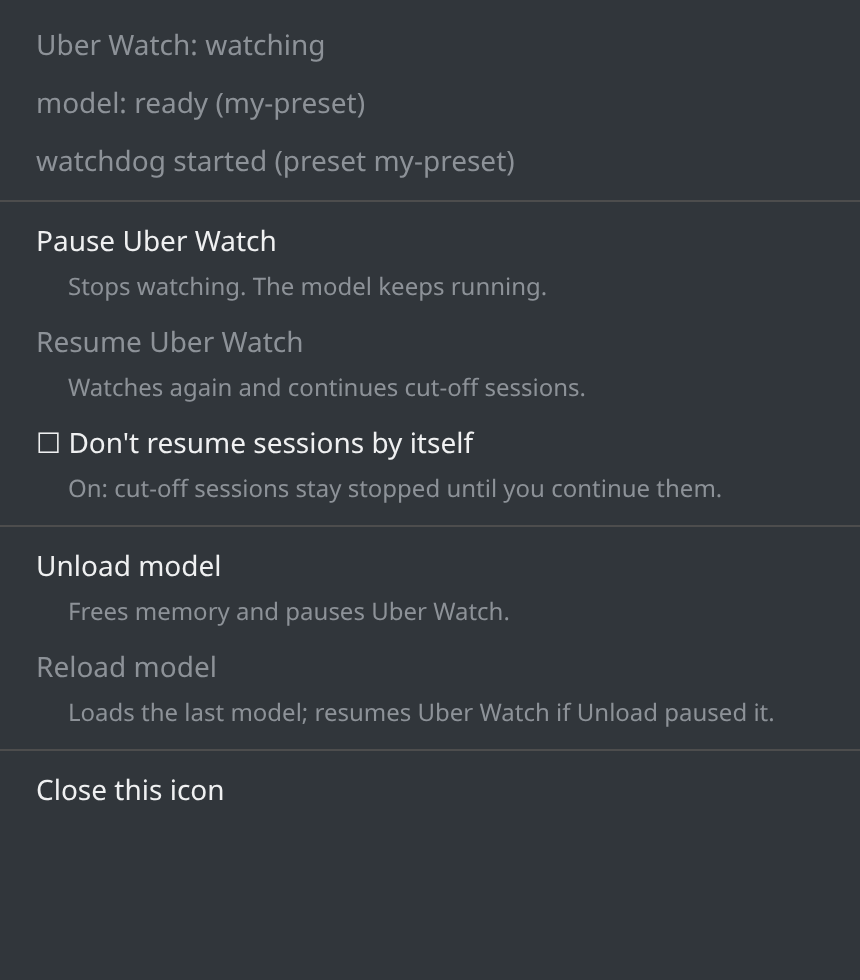 Uber Watch: watching
model: ready (my-preset)
watchdog started (preset my-preset)
Pause Uber Watch
Stops watching. The model keeps running.
Resume Uber Watch
Watches again and continues cut-off sessions.
☐ Don't resume sessions by itself
On: cut-off sessions stay stopped until you continue them.
Unload model
Frees memory and pauses Uber Watch.
Reload model
Loads the last model; resumes Uber Watch if Unload paused it.
Close this icon